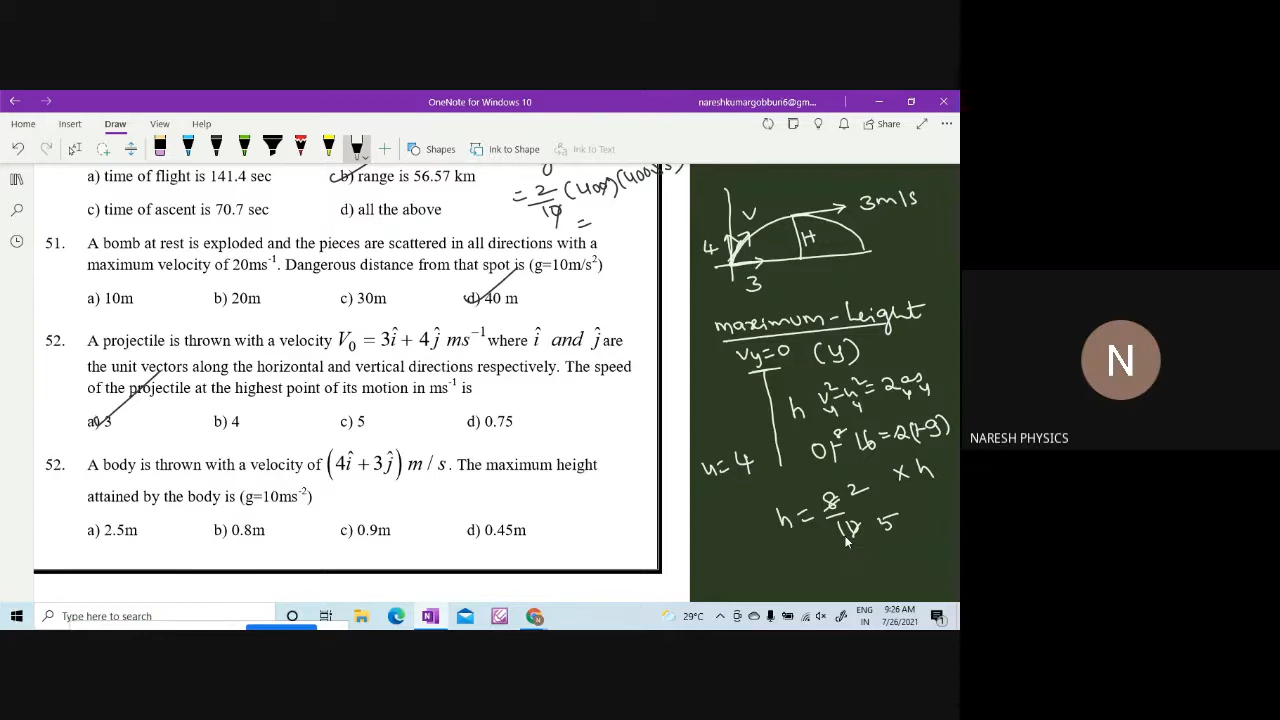 OneNote for Windows 10
nareshkumargobburi6@gm...
Home Insert Draw View Help
Share
Shapes Ink to Shape Ink to Text
a) time of flight is 141.4 sec b) range is 56.57 km
c) time of ascent is 70.7 sec d) all the above
51. A bomb at rest is exploded and the pieces are scattered in all directions with a
maximum velocity of 20ms⁻¹. Dangerous distance from that spot is (g=10m/s²)
a) 10m b) 20m c) 30m d) 40 m
52. A projectile is thrown with a velocity V₀ = 3î + 4ĵ ms⁻¹ where î and ĵ are
the unit vectors along the horizontal and vertical directions respectively. The speed
of the projectile at the highest point of its motion in ms⁻¹ is
a) 3 b) 4 c) 5 d) 0.75
52. A body is thrown with a velocity of (4î + 3ĵ) m / s. The maximum height
attained by the body is (g=10ms⁻²)
a) 2.5m b) 0.8m c) 0.9m d) 0.45m
3m/s
V
4 H
3
maximum-height
Vy=0 (y)
h
u=4
× h
h = 8 2
10 5
NARESH PHYSICS
N
Type here to search
29°C
ENG
IN
9:26 AM
7/26/2021